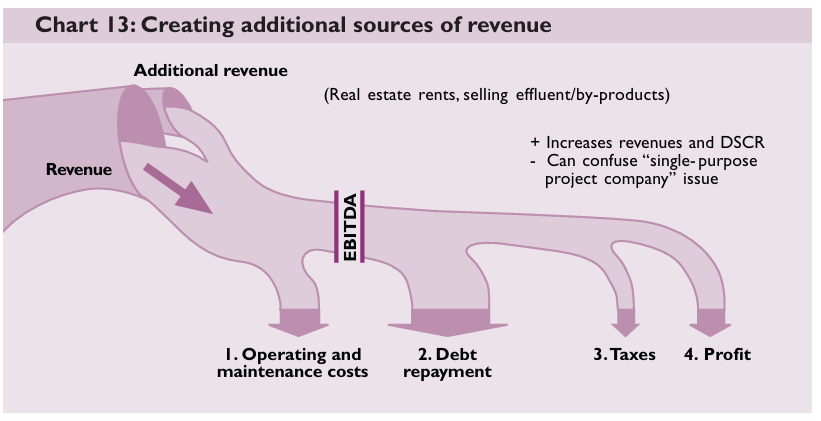 Chart 13: Creating additional sources of revenue
Additional revenue
(Real estate rents, selling effluent/by-products)
+ Increases revenues and DSCR
- Can confuse “single-purpose
project company” issue
Revenue
EBITDA
1. Operating and
maintenance costs
2. Debt
repayment
3. Taxes
4. Profit